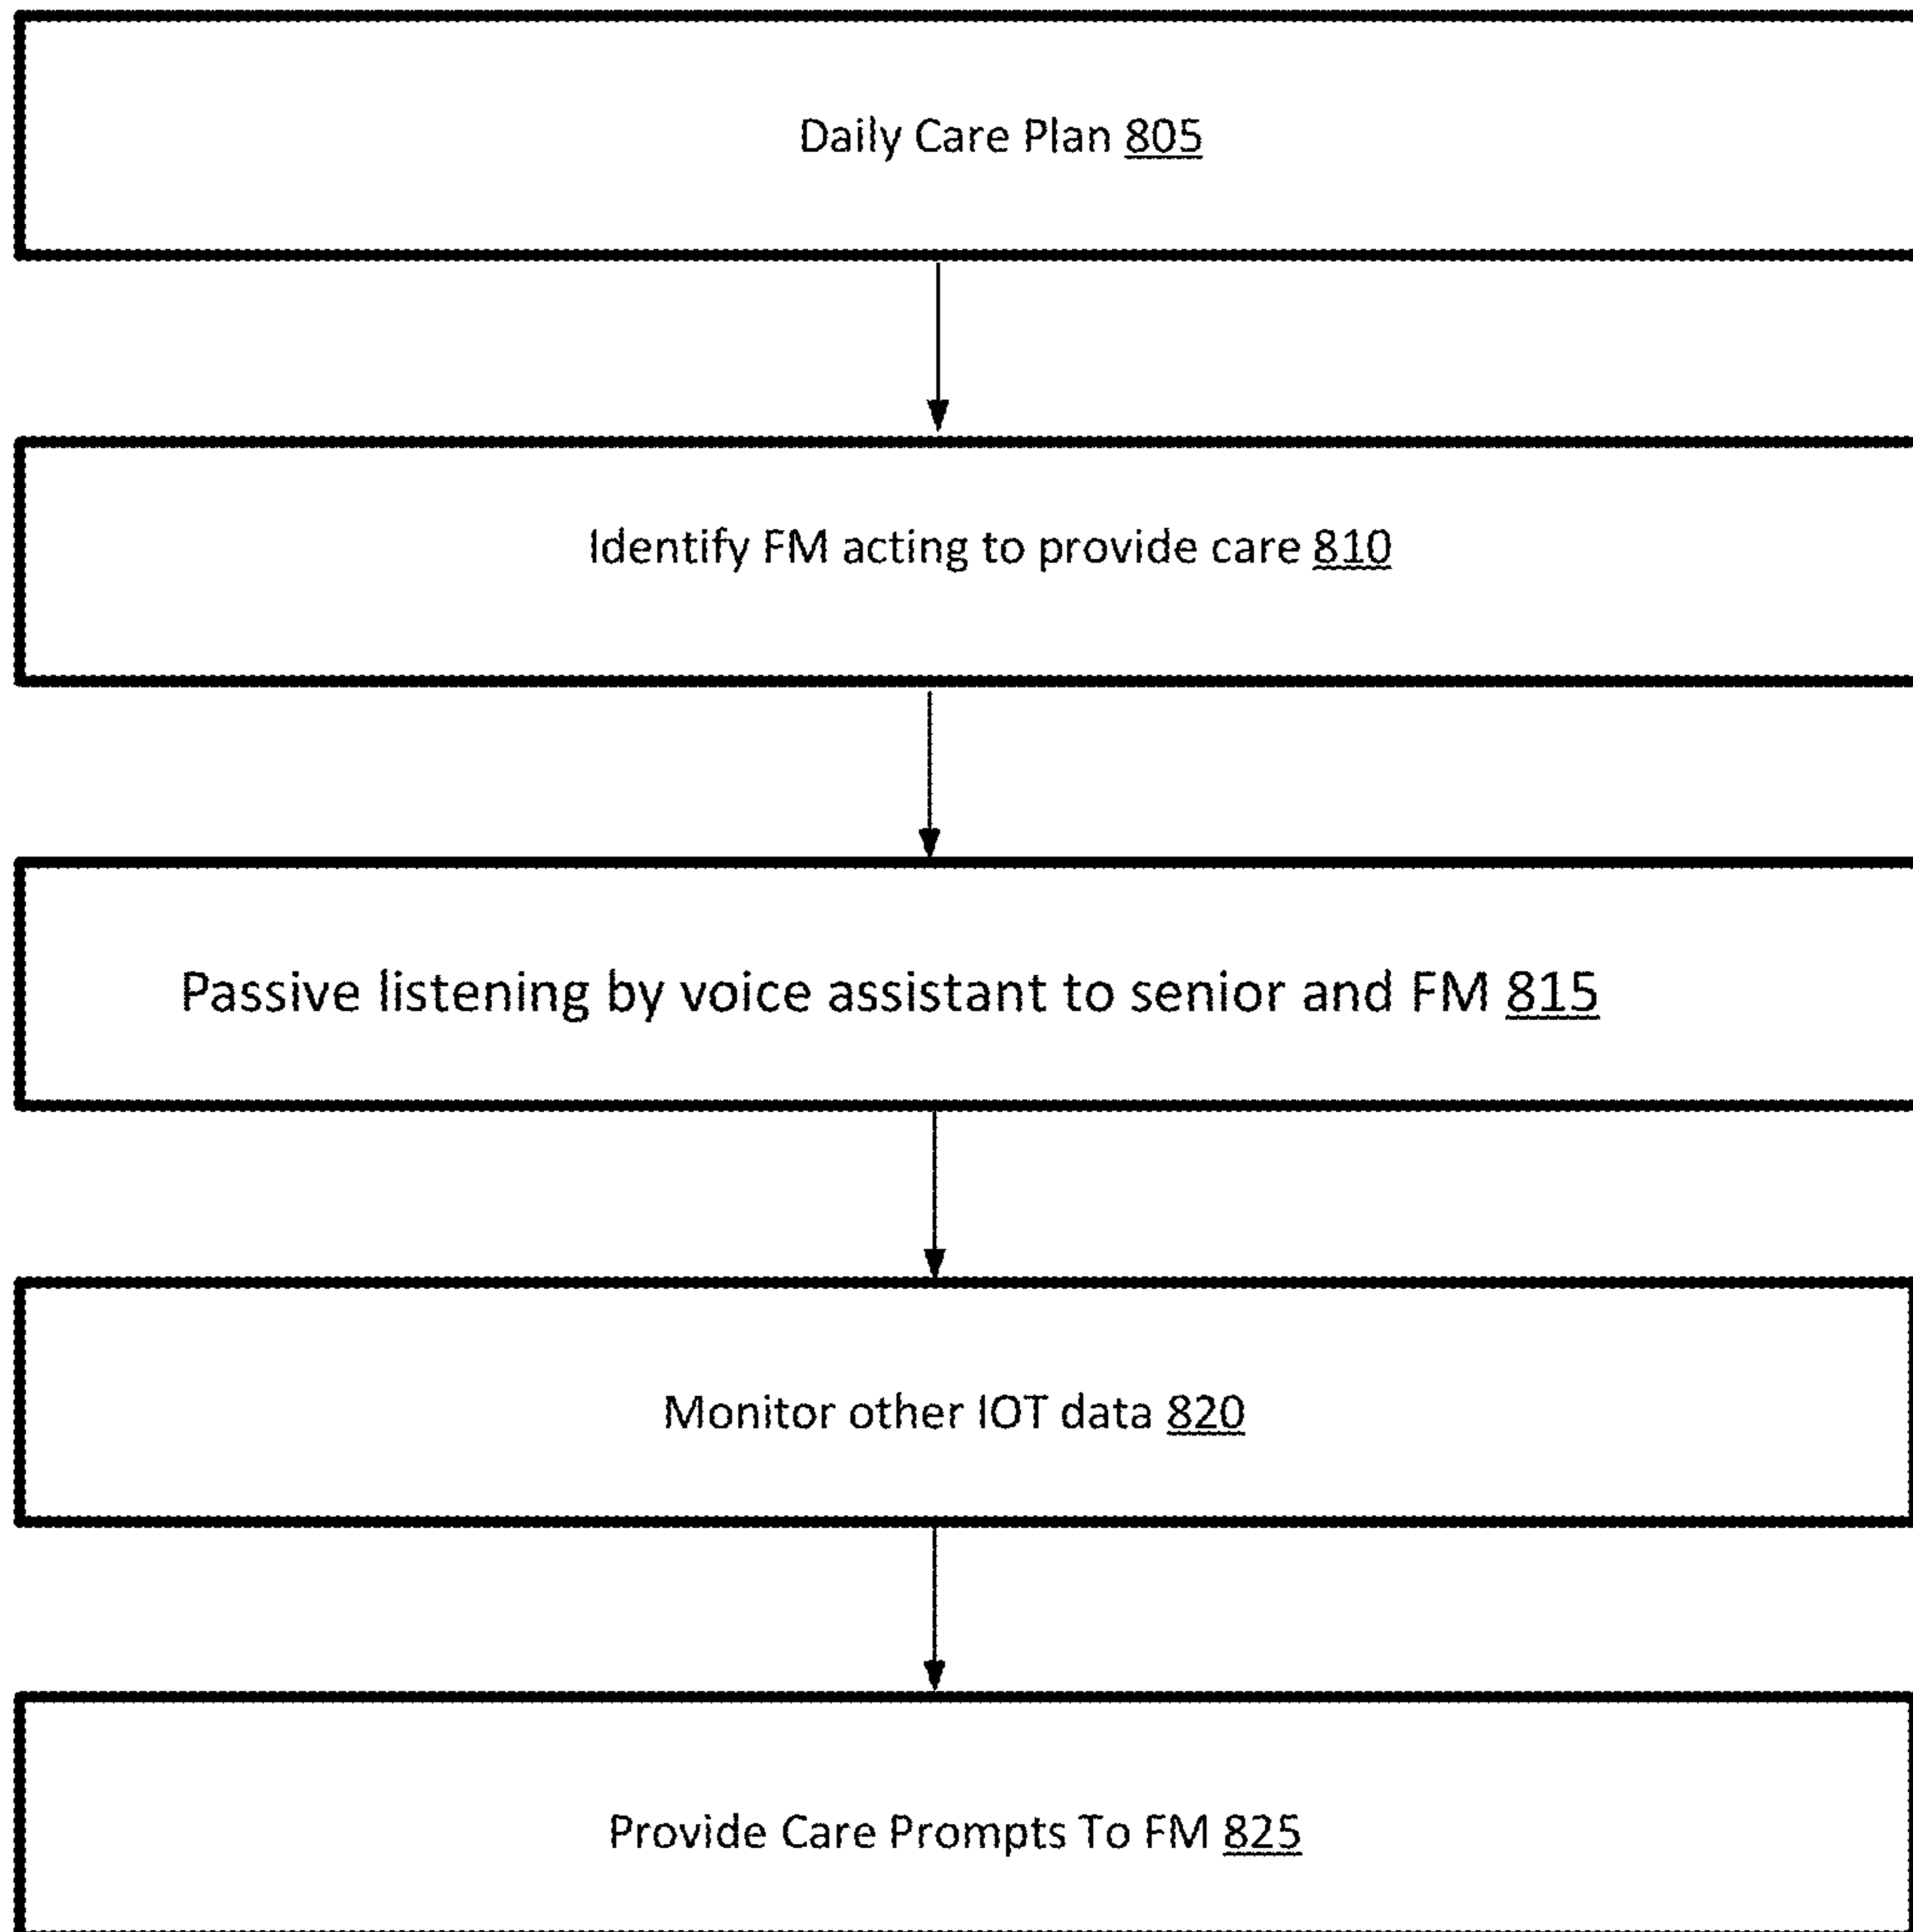 Daily Care Plan 805
Identify FM acting to provide care 810
Passive listening by voice assistant to senior and FM 815
Monitor other IOT data 820
Provide Care Prompts To FM 825